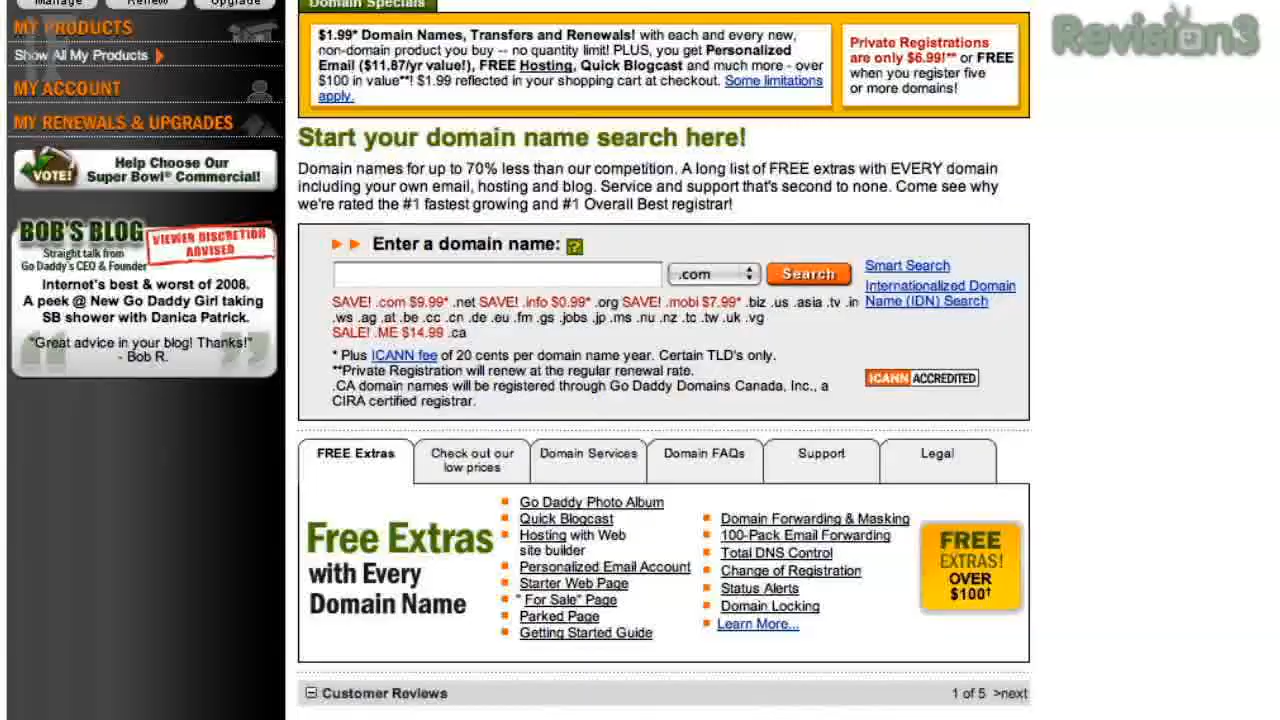 Manage Renew Upgrade
MY PRODUCTS
Show All My Products
MY ACCOUNT
MY RENEWALS & UPGRADES
VOTE!
Help Choose Our
Super Bowl® Commercial!
BOB'S BLOG
VIEWER DISCRETION
ADVISED
Straight talk from
Go Daddy's CEO & Founder
Internet's best & worst of 2008.
A peek @ New Go Daddy Girl taking
SB shower with Danica Patrick.
"Great advice in your blog! Thanks!"
- Bob R.
Domain Specials
$1.99* Domain Names, Transfers and Renewals! with each and every new,
non-domain product you buy -- no quantity limit! PLUS, you get Personalized
Email ($11.87/yr value!), FREE Hosting, Quick Blogcast and much more - over
$100 in value**! $1.99 reflected in your shopping cart at checkout. Some limitations
apply.
Private Registrations
are only $6.99!** or FREE
when you register five
or more domains!
Revision3
Start your domain name search here!
Domain names for up to 70% less than our competition. A long list of FREE extras with EVERY domain
including your own email, hosting and blog. Service and support that's second to none. Come see why
we're rated the #1 fastest growing and #1 Overall Best registrar!
Enter a domain name: ?
.com Search
Smart Search
Internationalized Domain
Name (IDN) Search
SAVE! .com $9.99* .net SAVE! .info $0.99* .org SAVE! .mobi $7.99* .biz .us .asia .tv .in
.ws .ag .at .be .cc .cn .de .eu .fm .gs .jobs .jp .ms .nu .nz .tc .tw .uk .vg
SALE! .ME $14.99 .ca
* Plus ICANN fee of 20 cents per domain name year. Certain TLD's only.
**Private Registration will renew at the regular renewal rate.
.CA domain names will be registered through Go Daddy Domains Canada, Inc., a
CIRA certified registrar.
ICANN ACCREDITED
FREE Extras
Check out our
low prices
Domain Services
Domain FAQs
Support
Legal
Free Extras
with Every
Domain Name
Go Daddy Photo Album
Quick Blogcast
Hosting with Web
site builder
Personalized Email Account
Starter Web Page
" For Sale" Page
Parked Page
Getting Started Guide
Domain Forwarding & Masking
100-Pack Email Forwarding
Total DNS Control
Change of Registration
Status Alerts
Domain Locking
Learn More...
FREE
EXTRAS!
OVER
$100†
Customer Reviews
1 of 5 >next